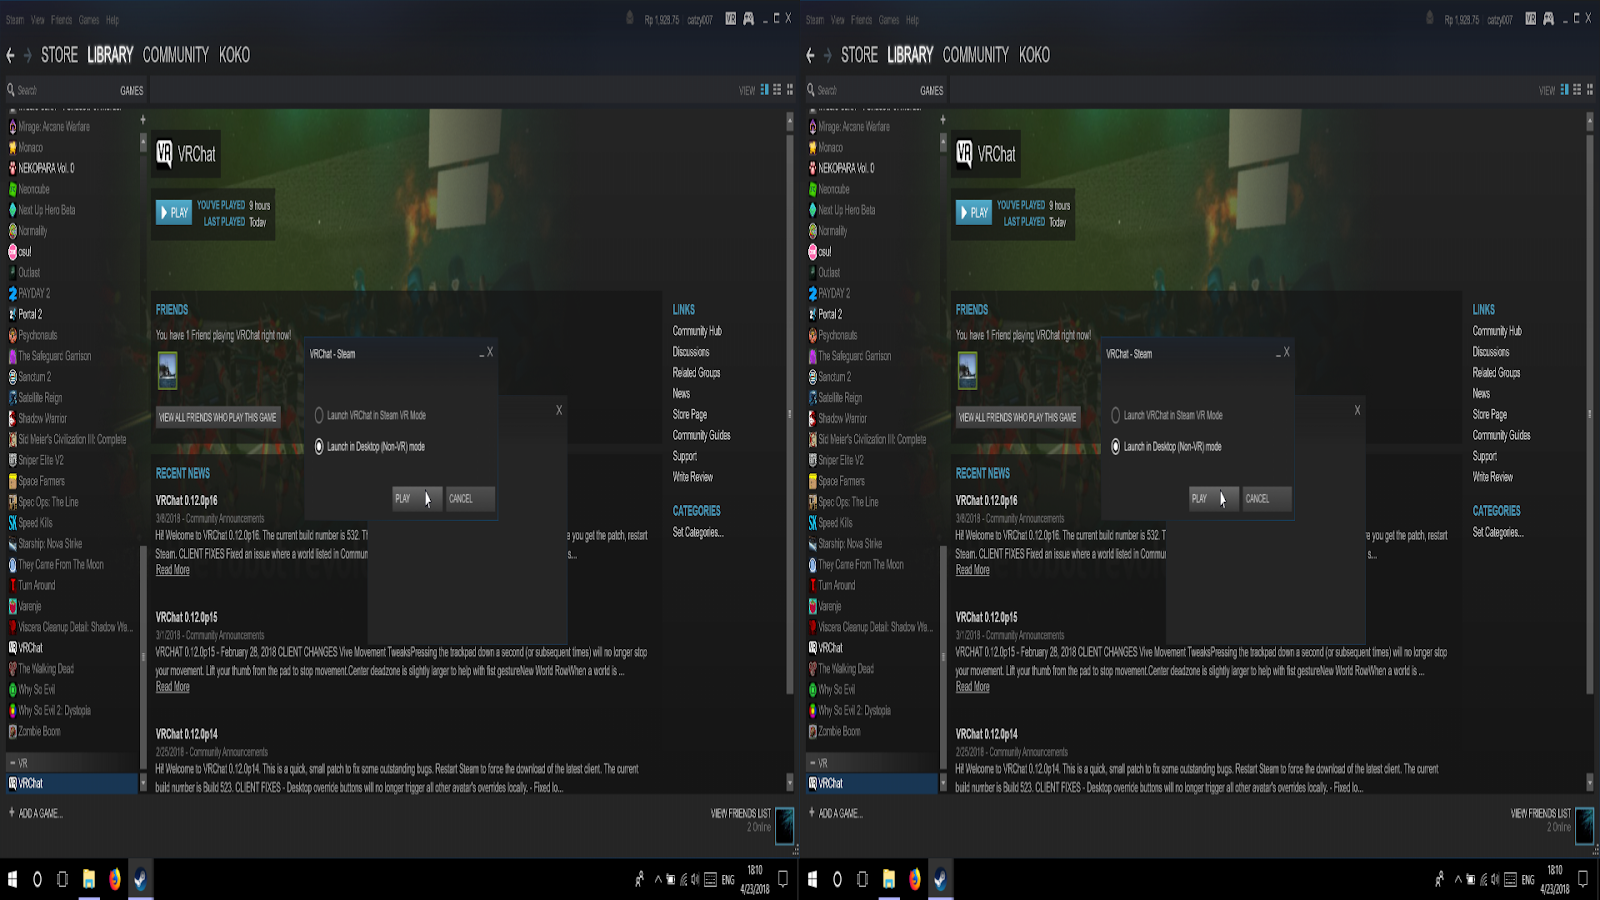 Steam View Friends Games Help
Rp 1,928.75 catzy007
STORE LIBRARY COMMUNITY KOKO
Search GAMES
VIEW
Mirage: Arcane Warfare
Monaco
NEKOPARA Vol. 0
Neoncube
Next Up Hero Beta
Normality
osu!
Outlast
PAYDAY 2
Portal 2
Psychonauts
The Safeguard Garrison
Sanctum 2
Satellite Reign
Shadow Warrior
Sid Meier's Civilization III: Complete
Sniper Elite V2
Space Farmers
Spec Ops: The Line
Speed Kills
Starship: Nova Strike
They Came From The Moon
Turn Around
Varenje
Viscera Cleanup Detail: Shadow Wa...
VRChat
The Walking Dead
Why So Evil
Why So Evil 2: Dystopia
Zombie Boom
- VR
VRChat
+ ADD A GAME...
VRChat
PLAY
YOU'VE PLAYED 9 hours
LAST PLAYED Today
FRIENDS
You have 1 Friend playing VRChat right now!
VIEW ALL FRIENDS WHO PLAY THIS GAME
RECENT NEWS
VRChat 0.12.0p16
3/8/2018 - Community Announcements
Hi! Welcome to VRChat 0.12.0p16. The current build number is 532. T
e you get the patch, restart
Steam. CLIENT FIXES Fixed an issue where a world listed in Commun
s...
Read More
VRChat 0.12.0p15
3/1/2018 - Community Announcements
VRCHAT 0.12.0p15 - February 28, 2018 CLIENT CHANGES Vive Movement TweaksPressing the trackpad down a second (or subsequent times) will no longer stop
your movement. Lift your thumb from the pad to stop movement.Center deadzone is slightly larger to help with fist gestureNew World RowWhen a world is ...
Read More
VRChat 0.12.0p14
2/25/2018 - Community Announcements
Hi! Welcome to VRChat 0.12.0p14. This is a quick, small patch to fix some outstanding bugs. Restart Steam to force the download of the latest client. The current
build number is Build 523. CLIENT FIXES - Desktop override buttons will no longer trigger all other avatar's overrides locally. - Fixed lo...
LINKS
Community Hub
Discussions
Related Groups
News
Store Page
Community Guides
Support
Write Review
CATEGORIES
Set Categories...
VRChat - Steam
Launch VRChat in Steam VR Mode
Launch in Desktop (Non-VR) mode
PLAY CANCEL
VIEW FRIENDS LIST
2 Online
ENG
18:10
4/23/2018
Steam View Friends Games Help
Rp 1,928.75 catzy007
STORE LIBRARY COMMUNITY KOKO
Search GAMES
VIEW
Mirage: Arcane Warfare
Monaco
NEKOPARA Vol. 0
Neoncube
Next Up Hero Beta
Normality
osu!
Outlast
PAYDAY 2
Portal 2
Psychonauts
The Safeguard Garrison
Sanctum 2
Satellite Reign
Shadow Warrior
Sid Meier's Civilization III: Complete
Sniper Elite V2
Space Farmers
Spec Ops: The Line
Speed Kills
Starship: Nova Strike
They Came From The Moon
Turn Around
Varenje
Viscera Cleanup Detail: Shadow Wa...
VRChat
The Walking Dead
Why So Evil
Why So Evil 2: Dystopia
Zombie Boom
- VR
VRChat
+ ADD A GAME...
VRChat
PLAY
YOU'VE PLAYED 9 hours
LAST PLAYED Today
FRIENDS
You have 1 Friend playing VRChat right now!
VIEW ALL FRIENDS WHO PLAY THIS GAME
RECENT NEWS
VRChat 0.12.0p16
3/8/2018 - Community Announcements
Hi! Welcome to VRChat 0.12.0p16. The current build number is 532. T
e you get the patch, restart
Steam. CLIENT FIXES Fixed an issue where a world listed in Commu
s...
Read More
VRChat 0.12.0p15
3/1/2018 - Community Announcements
VRCHAT 0.12.0p15 - February 28, 2018 CLIENT CHANGES Vive Movement TweaksPressing the trackpad down a second (or subsequent times) will no longer stop
your movement. Lift your thumb from the pad to stop movement.Center deadzone is slightly larger to help with fist gestureNew World RowWhen a world is ...
Read More
VRChat 0.12.0p14
2/25/2018 - Community Announcements
Hi! Welcome to VRChat 0.12.0p14. This is a quick, small patch to fix some outstanding bugs. Restart Steam to force the download of the latest client. The current
build number is Build 523. CLIENT FIXES - Desktop override buttons will no longer trigger all other avatar's overrides locally. - Fixed lo...
LINKS
Community Hub
Discussions
Related Groups
News
Store Page
Community Guides
Support
Write Review
CATEGORIES
Set Categories...
VRChat - Steam
Launch VRChat in Steam VR Mode
Launch in Desktop (Non-VR) mode
PLAY CANCEL
VIEW FRIENDS LIST
2 Online
ENG
18:10
4/23/2018